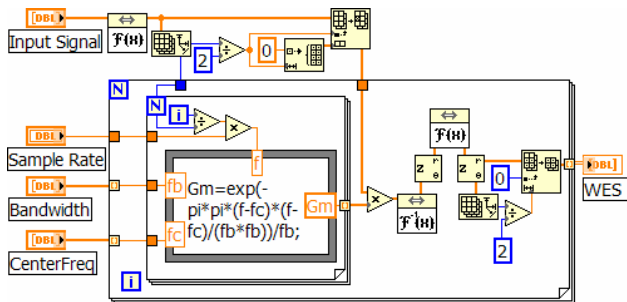 DBL
Input Signal
F(x)
2
0
N
N
i
DBL
Sample Rate
DBL
Bandwidth
DBL
CenterFreq
f
fb
fc
Gm=exp(-
pi*pi*(f-fc)*(f-
fc)/(fb*fb))/fb;
Gm
F(x)
z r θ
F⁻¹(x)
z r θ
0
2
DBL
WES
i